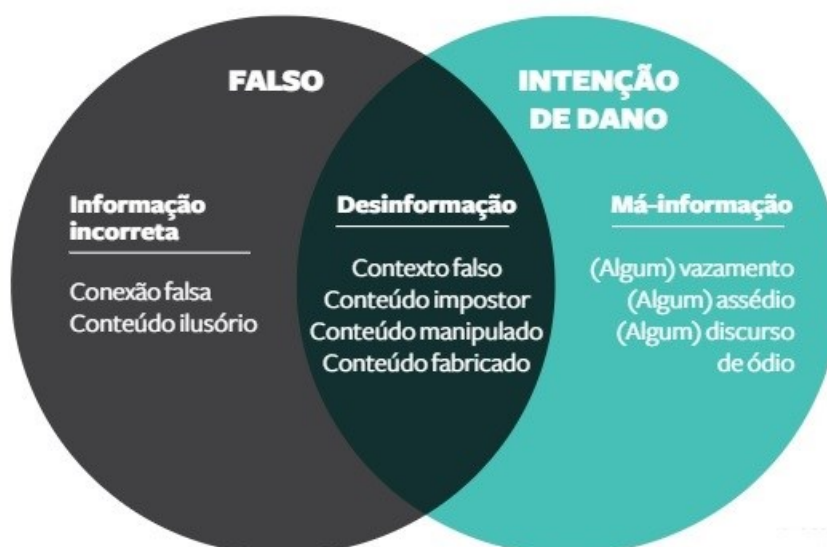 FALSO
INTENÇÃO
DE DANO
Informação
incorreta
Conexão falsa
Conteúdo ilusório
Desinformação
Contexto falso
Conteúdo impostor
Conteúdo manipulado
Conteúdo fabricado
Má-informação
(Algum) vazamento
(Algum) assédio
(Algum) discurso
de ódio